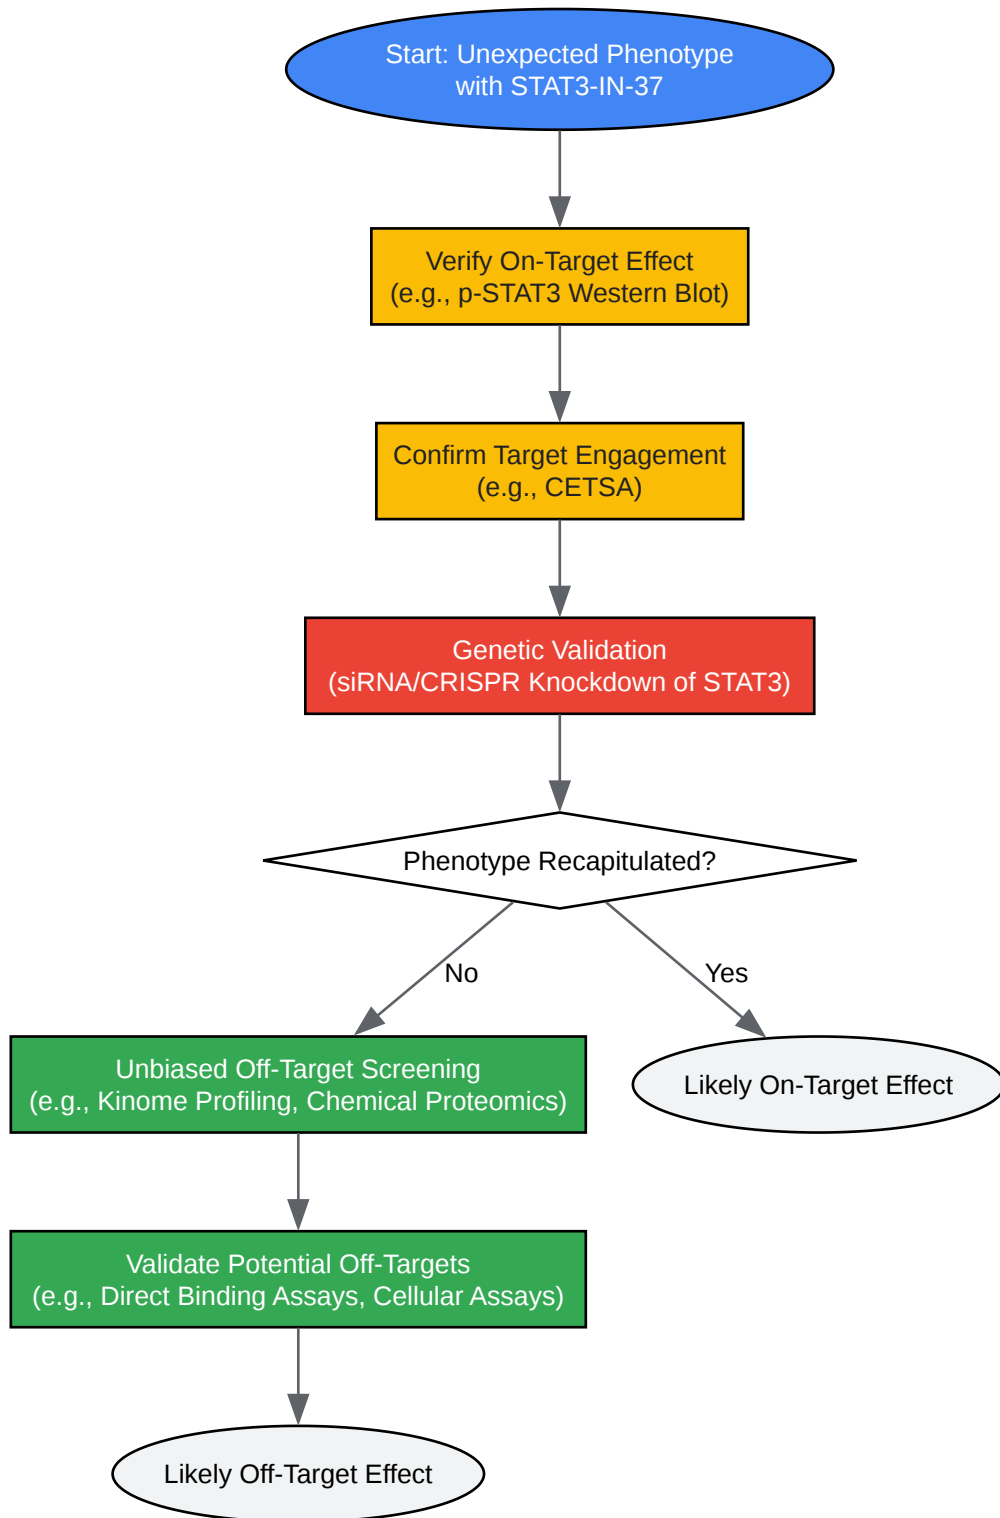 Start: Unexpected Phenotype
with STAT3-IN-37
Verify On-Target Effect
(e.g., p-STAT3 Western Blot)
Confirm Target Engagement
(e.g., CETSA)
Genetic Validation
(siRNA/CRISPR Knockdown of STAT3)
Phenotype Recapitulated?
No
Yes
Unbiased Off-Target Screening
(e.g., Kinome Profiling, Chemical Proteomics)
Likely On-Target Effect
Validate Potential Off-Targets
(e.g., Direct Binding Assays, Cellular Assays)
Likely Off-Target Effect